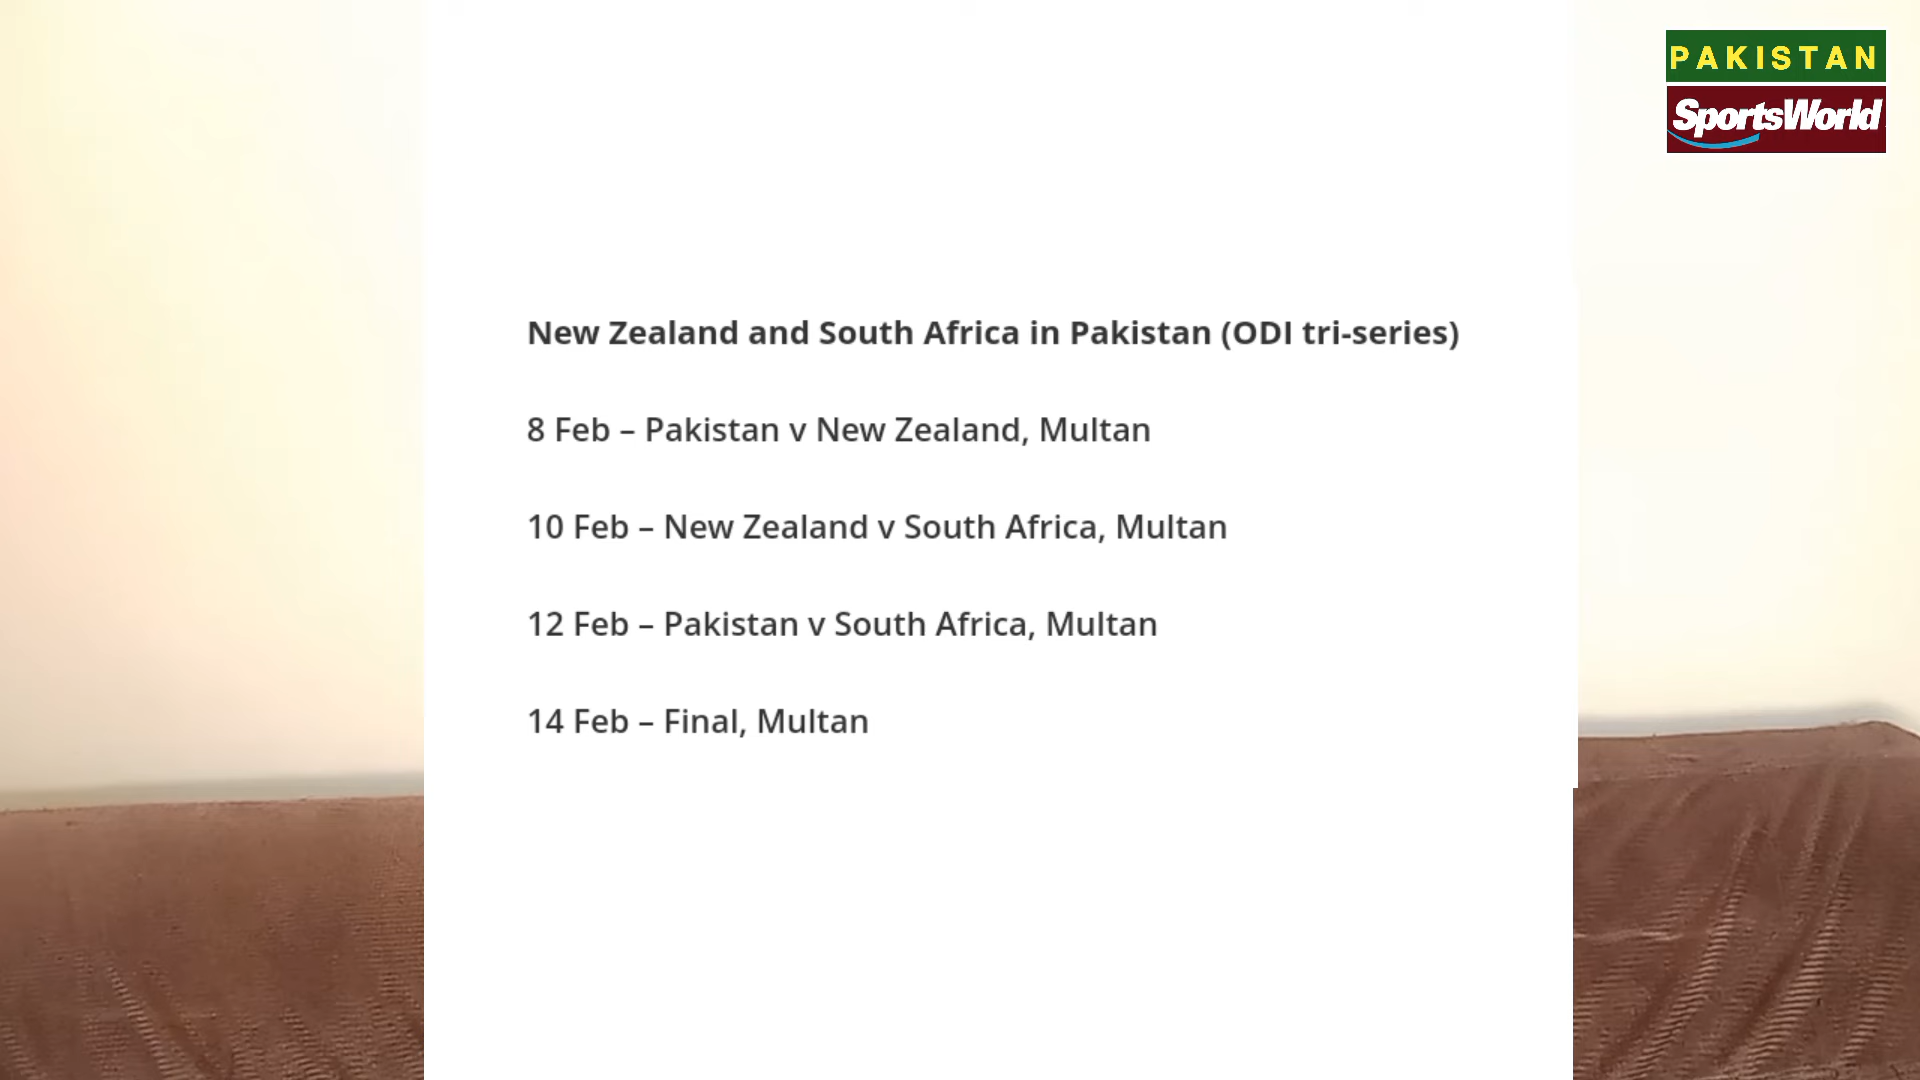 PAKISTAN
SportsWorld
New Zealand and South Africa in Pakistan (ODI tri-series)
8 Feb – Pakistan v New Zealand, Multan
10 Feb – New Zealand v South Africa, Multan
12 Feb – Pakistan v South Africa, Multan
14 Feb – Final, Multan